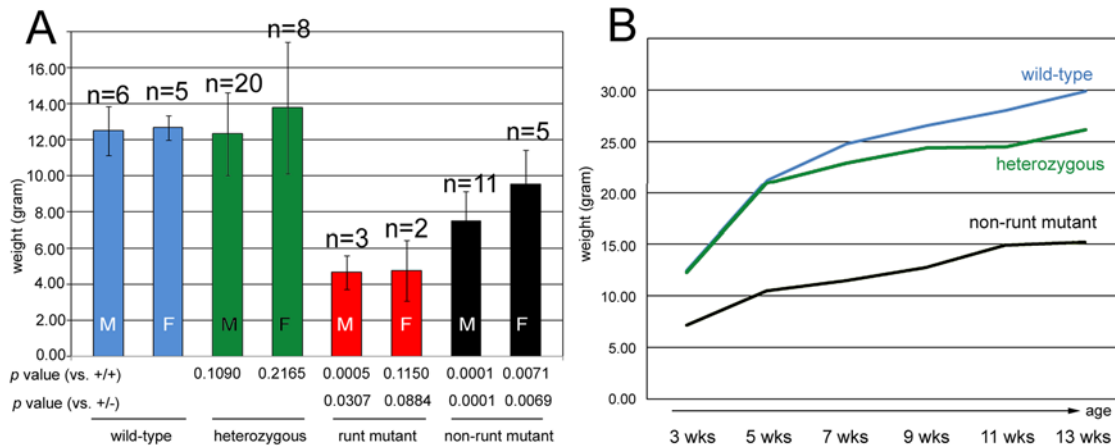 A
n=8
n=20
n=6
n=5
n=5
n=11
n=3
n=2
weight (gram)
16.00
14.00
12.00
10.00
8.00
6.00
4.00
2.00
0.00
M F M F M F M F
p value (vs. +/+) 0.1090 0.2165 0.0005 0.1150 0.0001 0.0071
p value (vs. +/-) 0.0307 0.0884 0.0001 0.0069
wild-type heterozygous runt mutant non-runt mutant
B
wild-type
heterozygous
non-runt mutant
weight (gram)
30.00
25.00
20.00
15.00
10.00
5.00
0.00
age
3 wks 5 wks 7 wks 9 wks 11 wks 13 wks